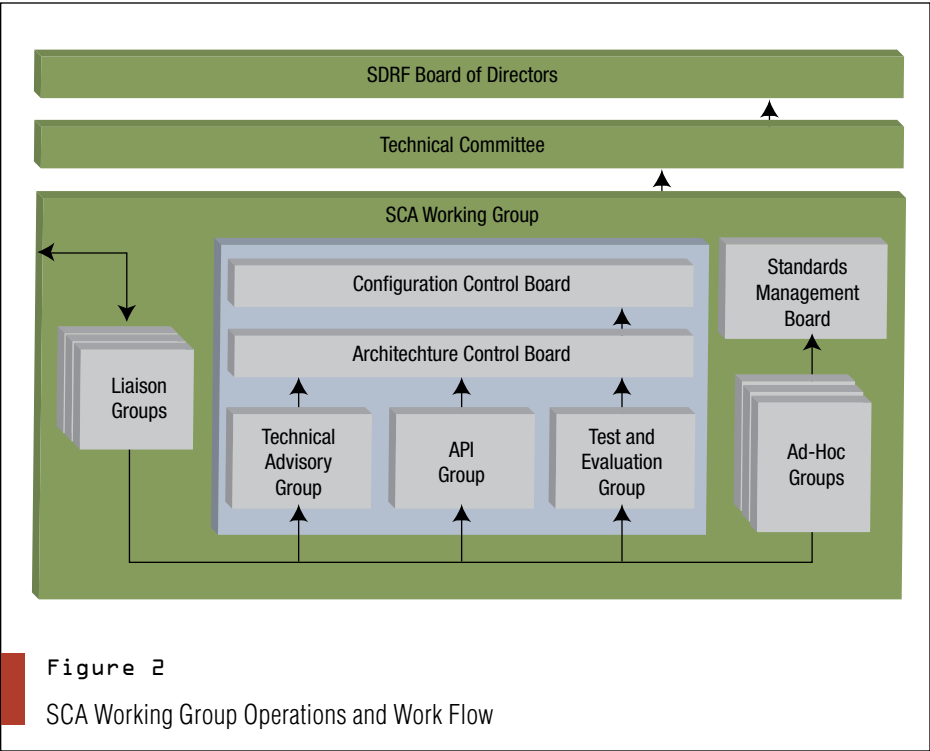 SDRF Board of Directors
Technical Committee
SCA Working Group
Configuration Control Board
Standards
Management
Board
Architechture Control Board
Liaison
Groups
Technical
Advisory
Group
API
Group
Test and
Evaluation
Group
Ad-Hoc
Groups
Figure 2
SCA Working Group Operations and Work Flow